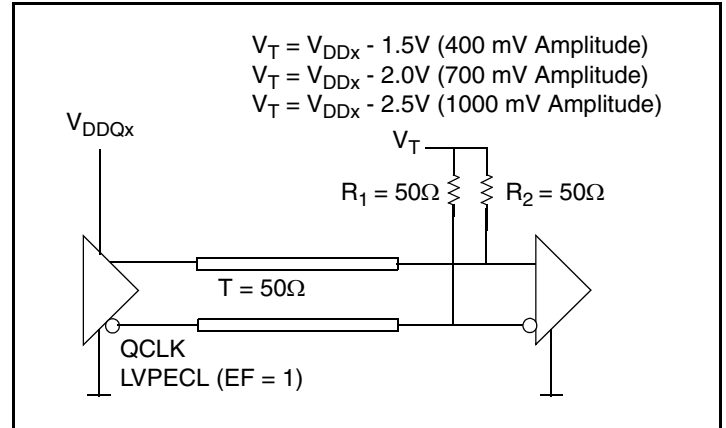 V_T = V_DDx - 1.5V (400 mV Amplitude)
V_T = V_DDx - 2.0V (700 mV Amplitude)
V_T = V_DDx - 2.5V (1000 mV Amplitude)
V_DDQx
V_T
R_1 = 50Ω
R_2 = 50Ω
T = 50Ω
QCLK
LVPECL (EF = 1)